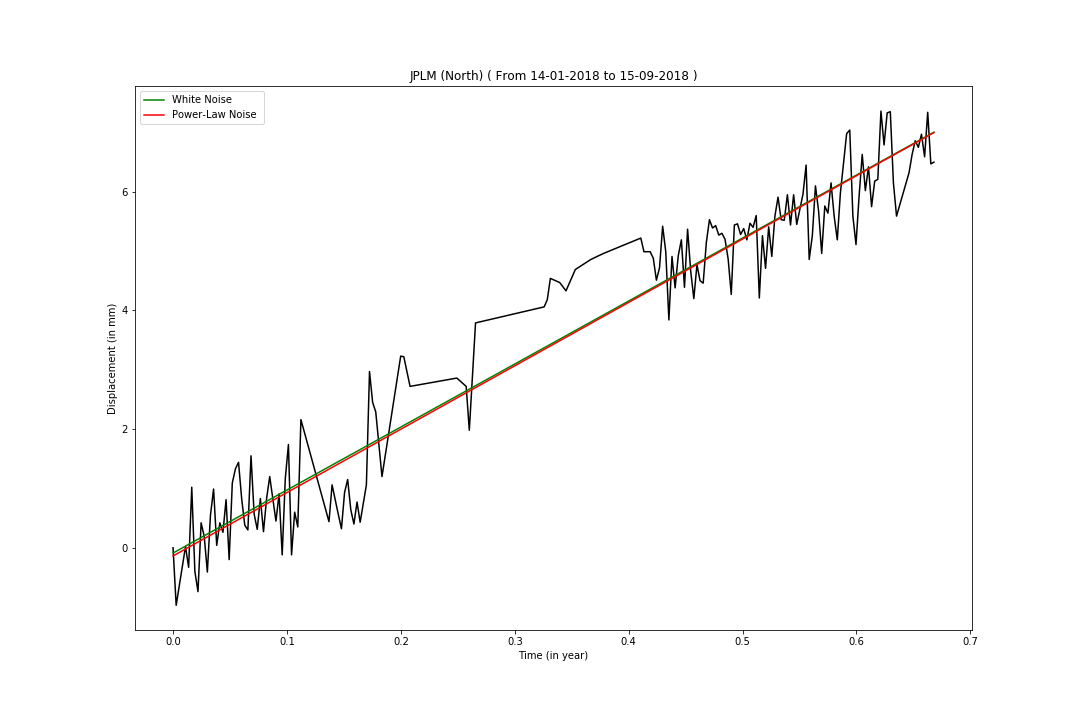 JPLM (North) ( From 14-01-2018 to 15-09-2018 )
White Noise
Power-Law Noise
Displacement (in mm)
6
4
2
0
0.0 0.1 0.2 0.3 0.4 0.5 0.6 0.7
Time (in year)